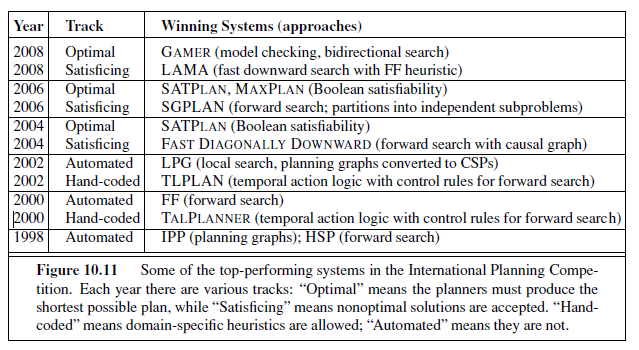 Year Track Winning Systems (approaches)
2008 Optimal GAMER (model checking, bidirectional search)
2008 Satisficing LAMA (fast downward search with FF heuristic)
2006 Optimal SATPLAN, MAXPLAN (Boolean satisfiability)
2006 Satisficing SGPLAN (forward search; partitions into independent subproblems)
2004 Optimal SATPLAN (Boolean satisfiability)
2004 Satisficing FAST DIAGONALLY DOWNWARD (forward search with causal graph)
2002 Automated LPG (local search, planning graphs converted to CSPs)
2002 Hand-coded TLPLAN (temporal action logic with control rules for forward search)
2000 Automated FF (forward search)
2000 Hand-coded TALPLANNER (temporal action logic with control rules for forward search)
1998 Automated IPP (planning graphs); HSP (forward search)
Figure 10.11 Some of the top-performing systems in the International Planning Compe-
tition. Each year there are various tracks: “Optimal” means the planners must produce the
shortest possible plan, while “Satisficing” means nonoptimal solutions are accepted. “Hand-
coded” means domain-specific heuristics are allowed; “Automated” means they are not.